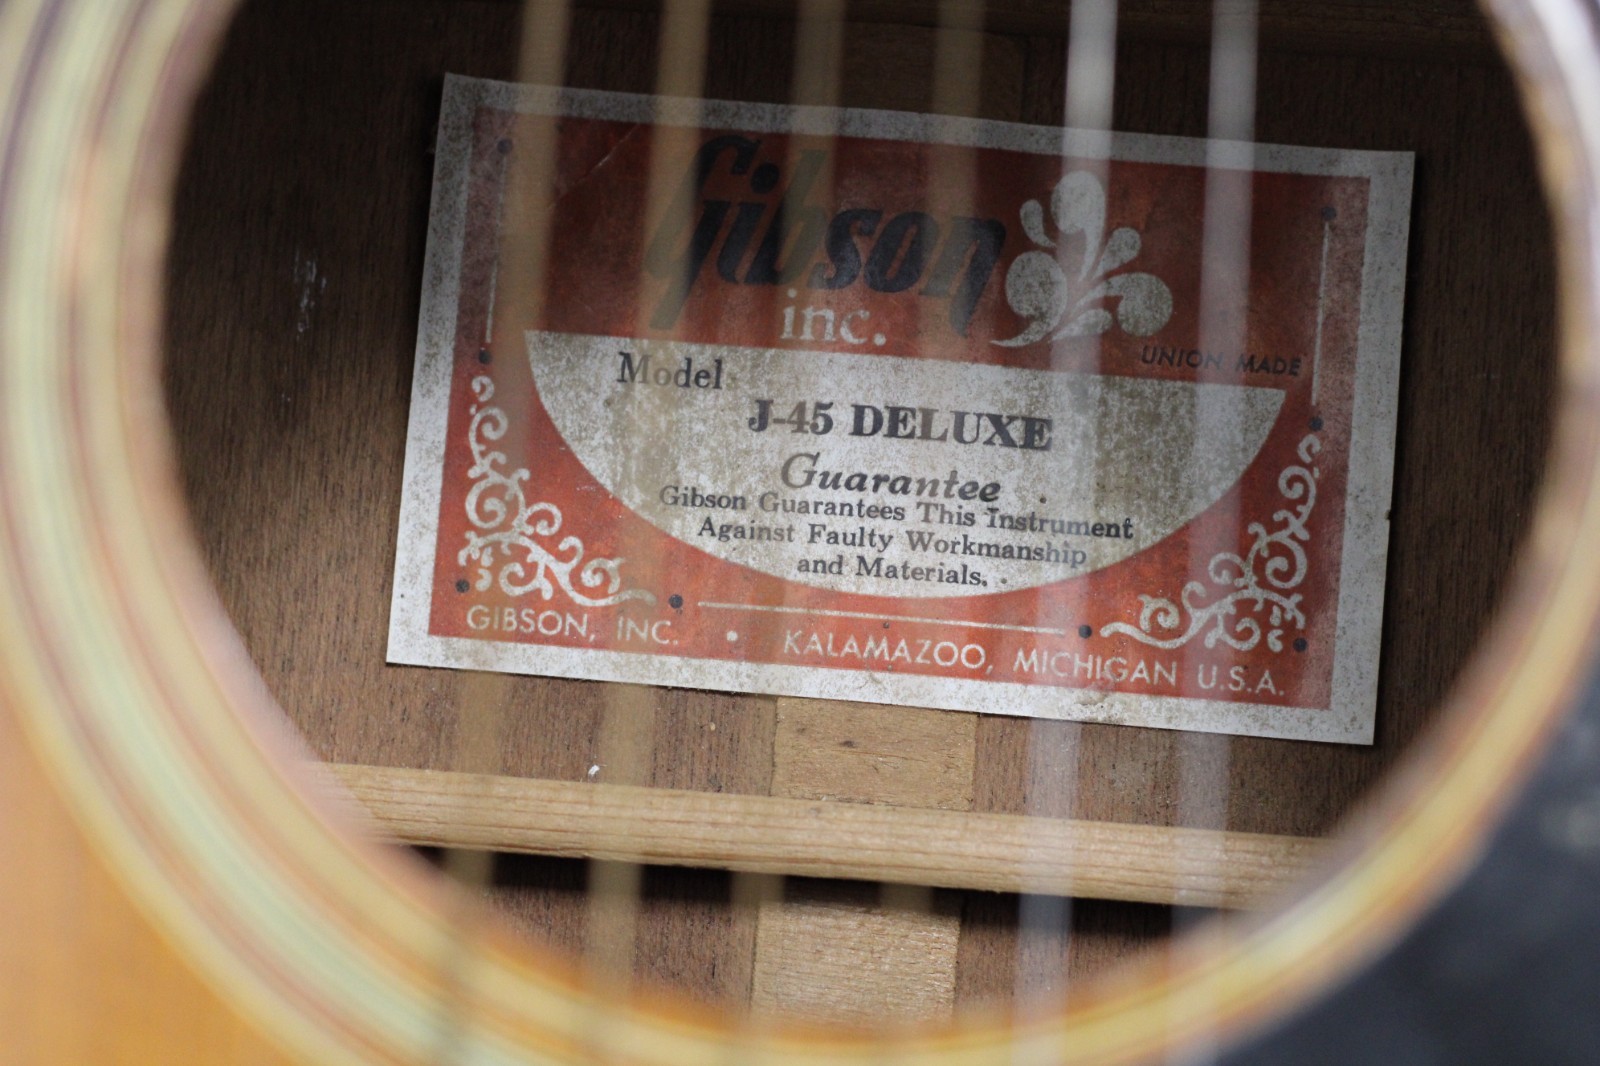 Gibson
inc.
UNION MADE
Model
J-45 DELUXE
Guarantee
Gibson Guarantees This Instrument
Against Faulty Workmanship
and Materials.
GIBSON, INC. • KALAMAZOO, MICHIGAN U.S.A.